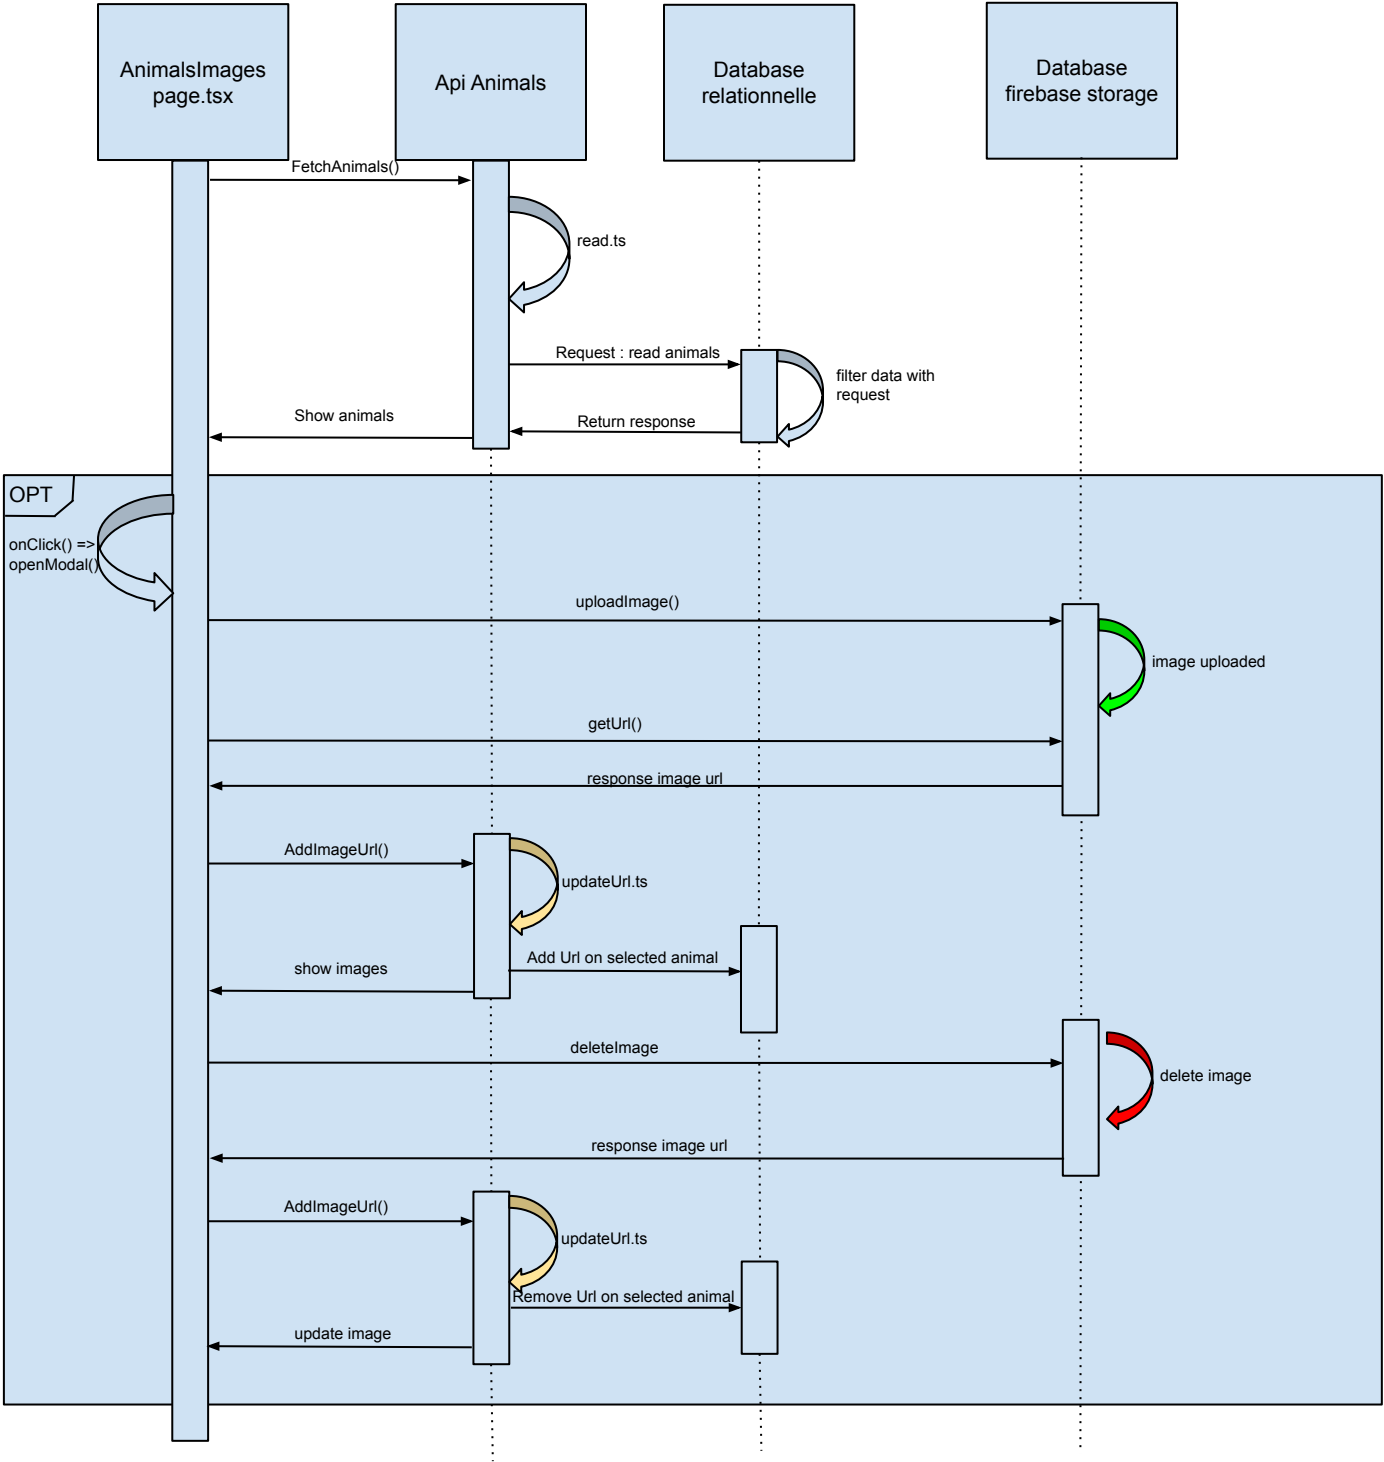 AnimalsImages
page.tsx
Api Animals
Database
relationnelle
Database
firebase storage
FetchAnimals()
read.ts
Request : read animals
filter data with
request
Show animals
Return response
OPT
onClick() =>
openModal()
uploadImage()
image uploaded
getUrl()
response image url
AddImageUrl()
updateUrl.ts
Add Url on selected animal
show images
deleteImage
delete image
response image url
AddImageUrl()
updateUrl.ts
Remove Url on selected animal
update image